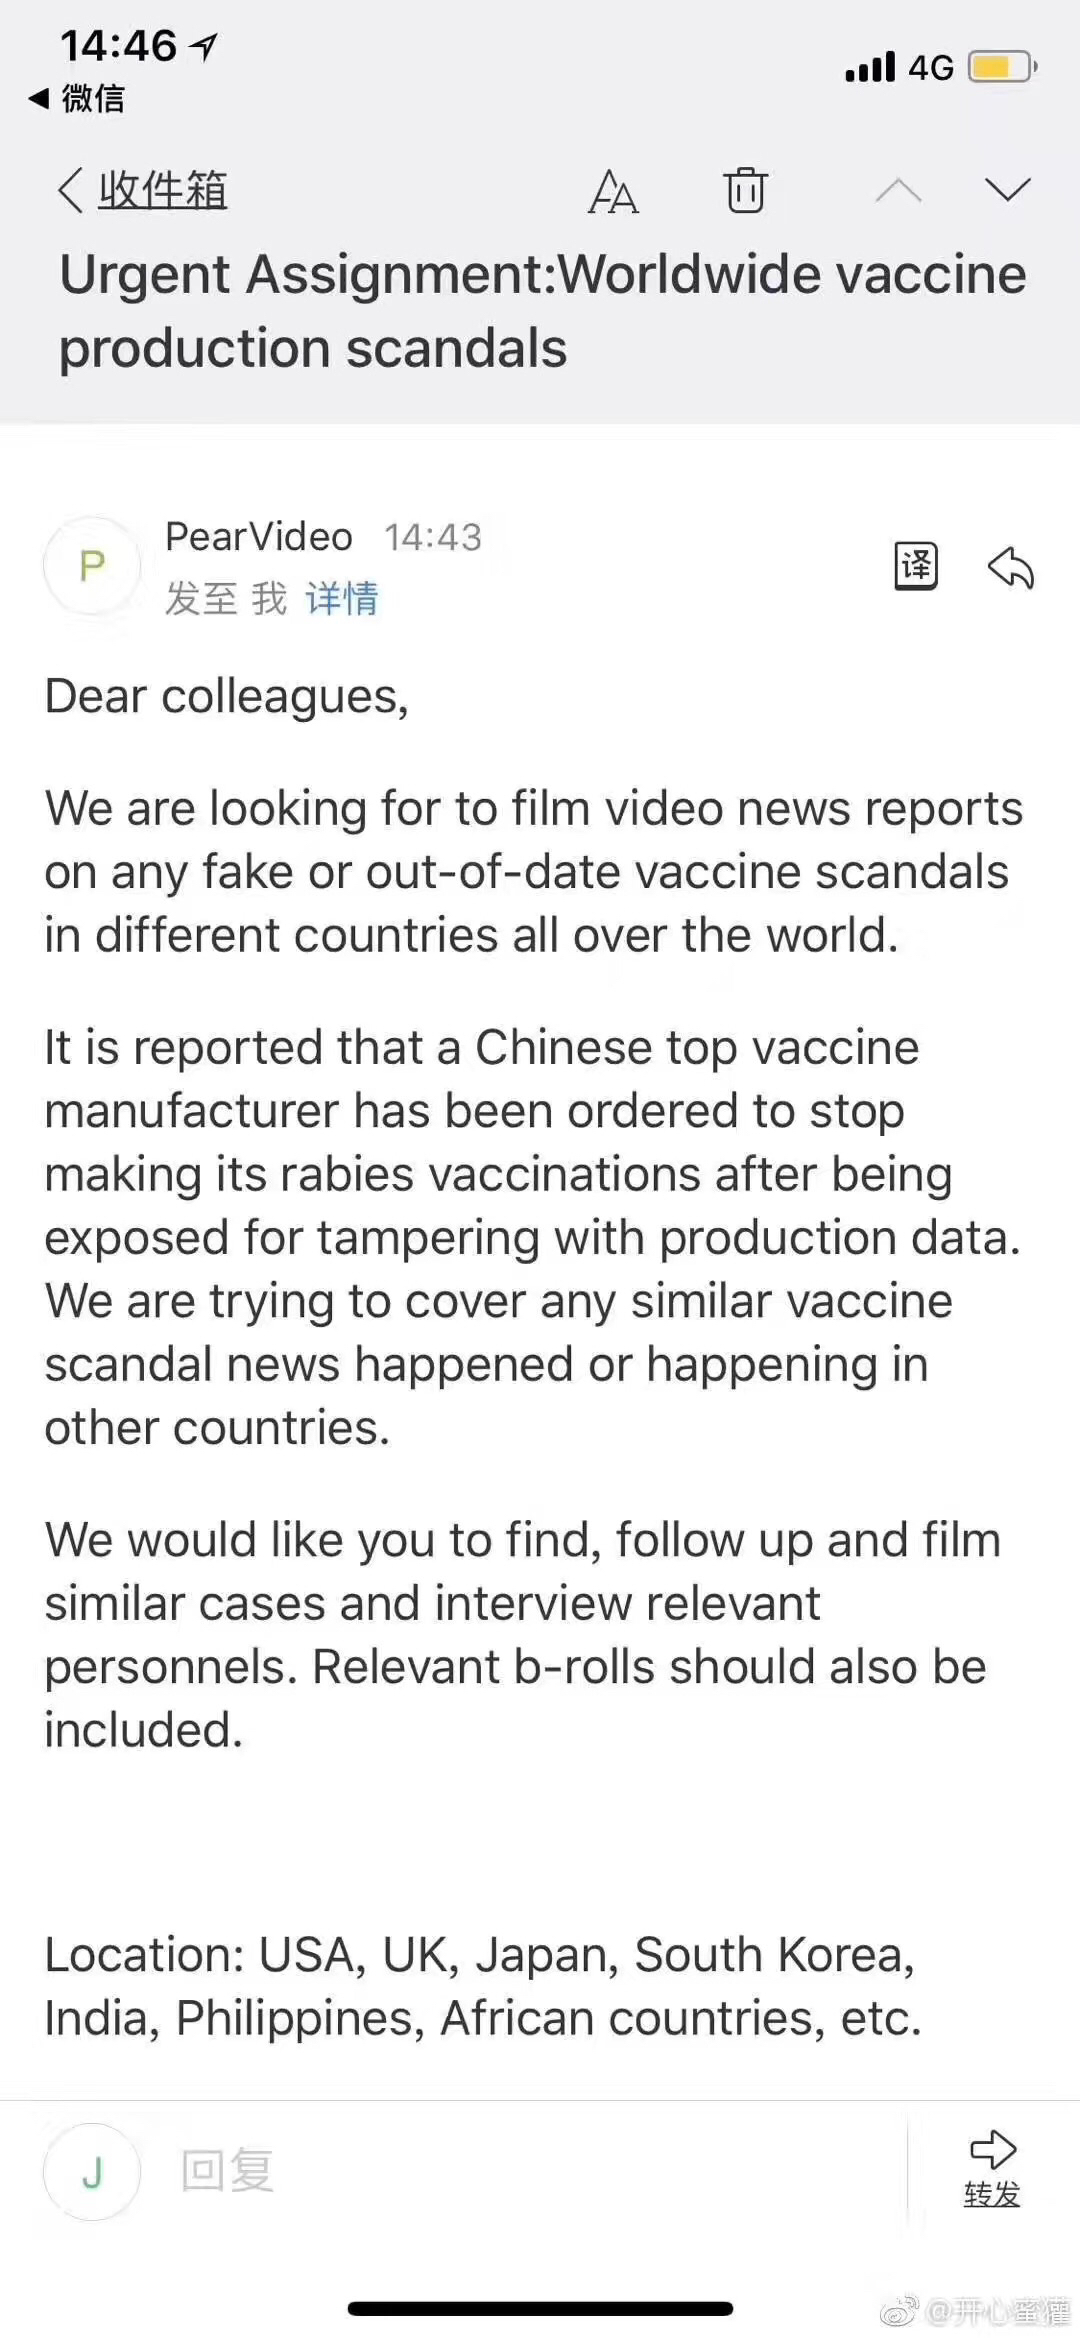 14:46
4G
微信
收件箱
Urgent Assignment:Worldwide vaccine
production scandals
P
PearVideo 14:43
发至 我 详情
译
Dear colleagues,
We are looking for to film video news reports
on any fake or out-of-date vaccine scandals
in different countries all over the world.
It is reported that a Chinese top vaccine
manufacturer has been ordered to stop
making its rabies vaccinations after being
exposed for tampering with production data.
We are trying to cover any similar vaccine
scandal news happened or happening in
other countries.
We would like you to find, follow up and film
similar cases and interview relevant
personnels. Relevant b-rolls should also be
included.
Location: USA, UK, Japan, South Korea,
India, Philippines, African countries, etc.
J
回复
转发
@开心蜜獾